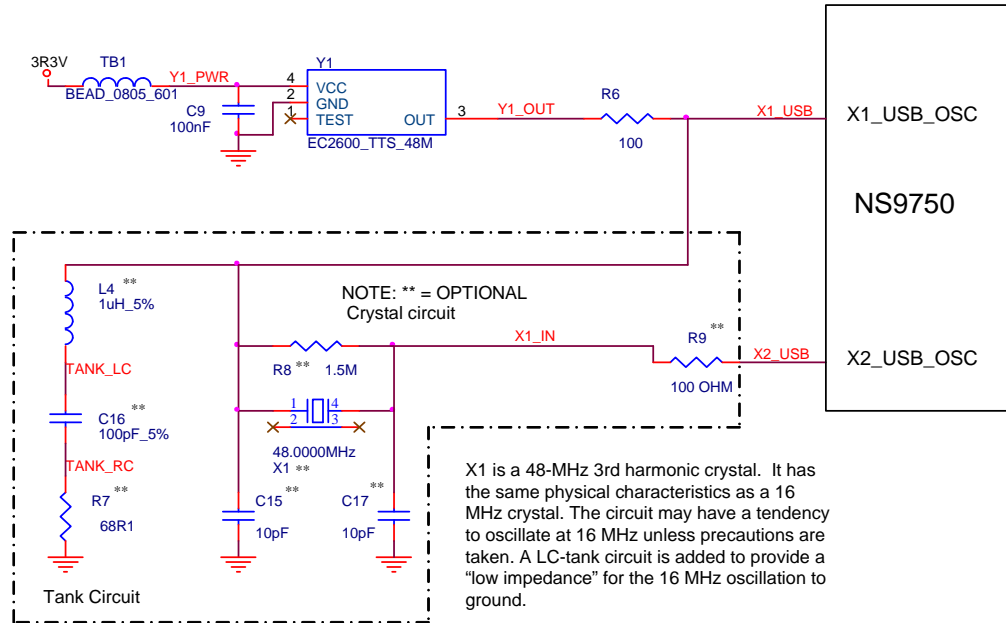 3R3V
TB1
Y1_PWR
BEAD_0805_601
C9
100nF
Y1
4
2
1
VCC
GND
TEST
OUT
3
EC2600_TTS_48M
Y1_OUT
R6
100
X1_USB
X1_USB_OSC
NS9750
L4 **
1uH_5%
NOTE: ** = OPTIONAL
Crystal circuit
X1_IN
R9 **
100 OHM
X2_USB
X2_USB_OSC
TANK_LC
R8 ** 1.5M
C16 **
100pF_5%
1
2
4
3
48.0000MHz
X1 **
TANK_RC
R7 **
68R1
C15 **
10pF
C17 **
10pF
Tank Circuit
X1 is a 48-MHz 3rd harmonic crystal. It has
the same physical characteristics as a 16
MHz crystal. The circuit may have a tendency
to oscillate at 16 MHz unless precautions are
taken. A LC-tank circuit is added to provide a
“low impedance” for the 16 MHz oscillation to
ground.